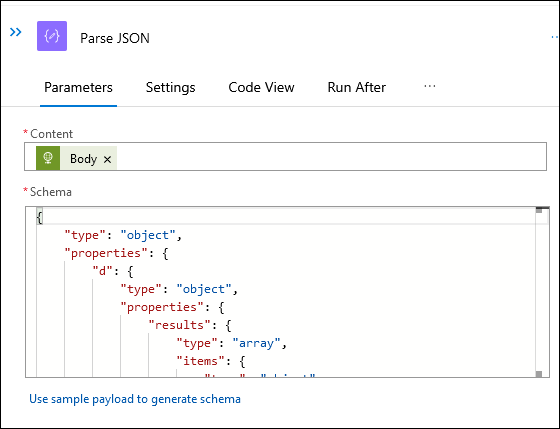 Parse JSON
Parameters Settings Code View Run After ...
* Content
Body ×
* Schema
{
"type": "object",
"properties": {
"d": {
"type": "object",
"properties": {
"results": {
"type": "array",
"items": {
Use sample payload to generate schema